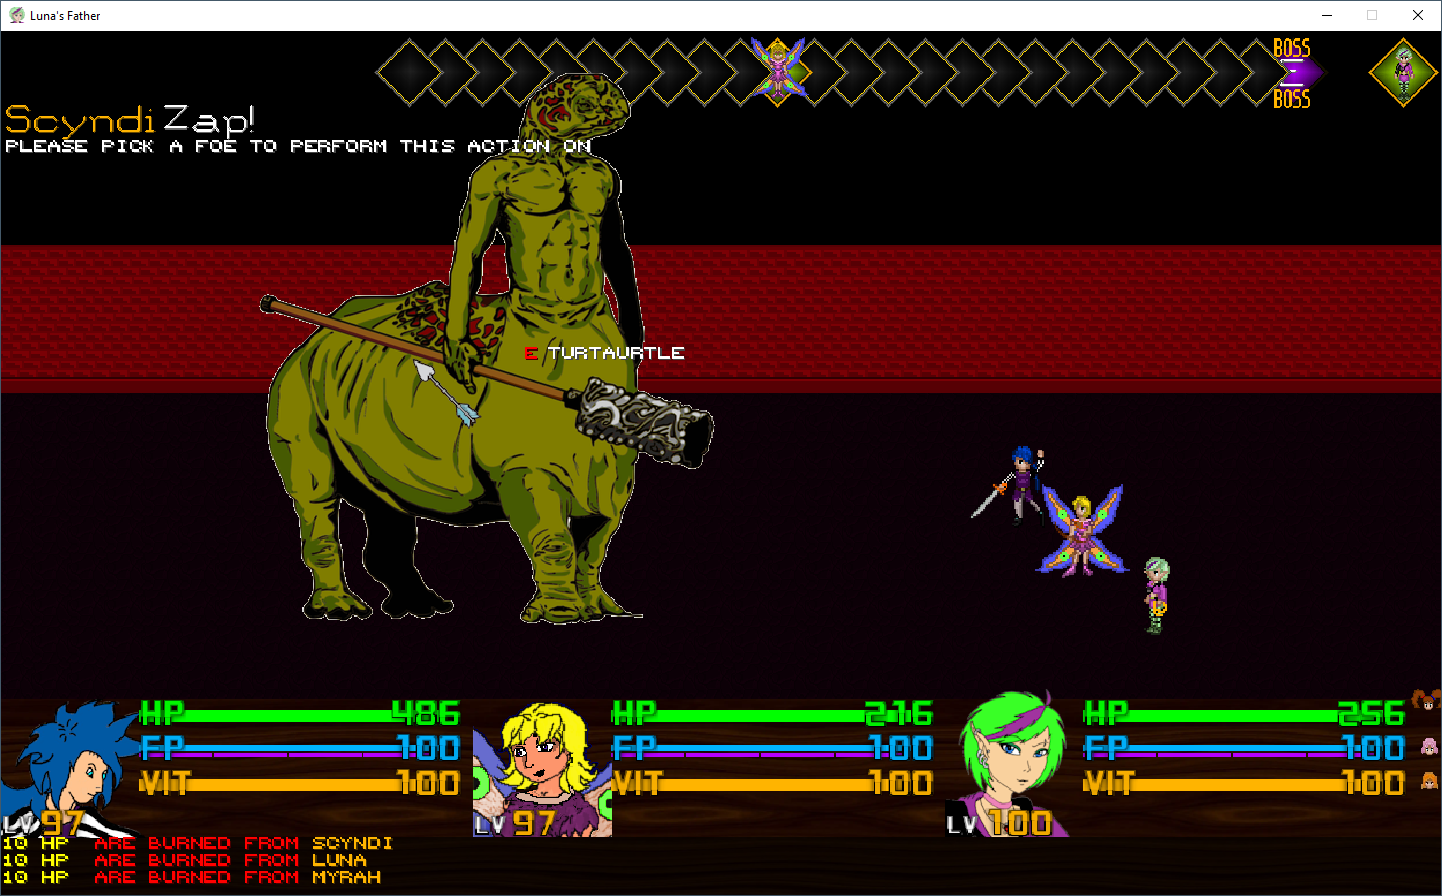 Luna's Father
BOSS
BOSS
Scyndi Zap!
PLEASE PICK A FOE TO PERFORM THIS ACTION ON
E TURTAURTLE
HP 486
FP 100
VIT 100
LV 97
HP 216
FP 100
VIT 100
LV 97
HP 256
FP 100
VIT 100
LV 100
10 HP ARE BURNED FROM SCYNDI
10 HP ARE BURNED FROM LUNA
10 HP ARE BURNED FROM MYRAH